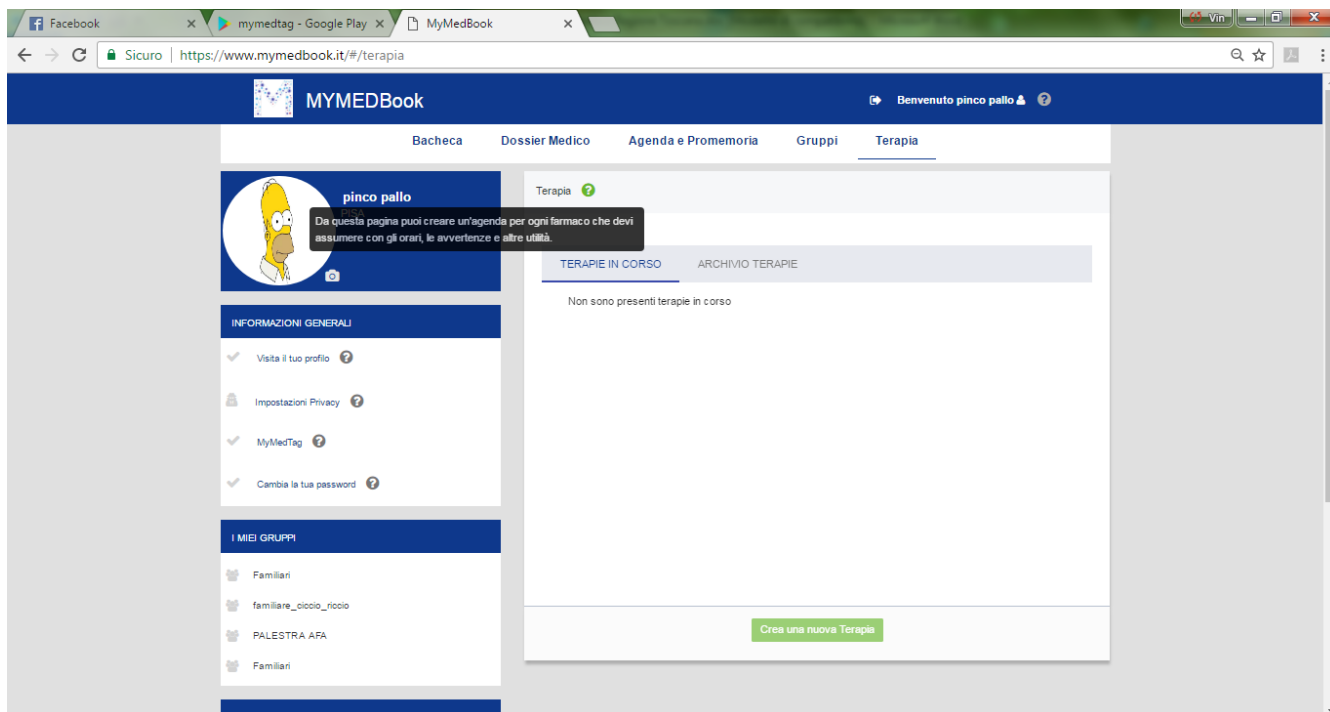 Facebook
mymedtag - Google Play
MyMedBook
Vin
Sicuro
https://www.mymedbook.it/#/terapia
MYMEDBook
Benvenuto pinco pallo
Bacheca
Dossier Medico
Agenda e Promemoria
Gruppi
Terapia
pinco pallo
PISA
Da questa pagina puoi creare un'agenda per ogni farmaco che devi
assumere con gli orari, le avvertenze e altre utilità.
INFORMAZIONI GENERALI
Visita il tuo profilo
Impostazioni Privacy
MyMedTag
Cambia la tua password
I MIEI GRUPPI
Familiari
familiare_ciccio_riccio
PALESTRA AFA
Familiari
Terapia
TERAPIE IN CORSO
ARCHIVIO TERAPIE
Non sono presenti terapie in corso
Crea una nuova Terapia